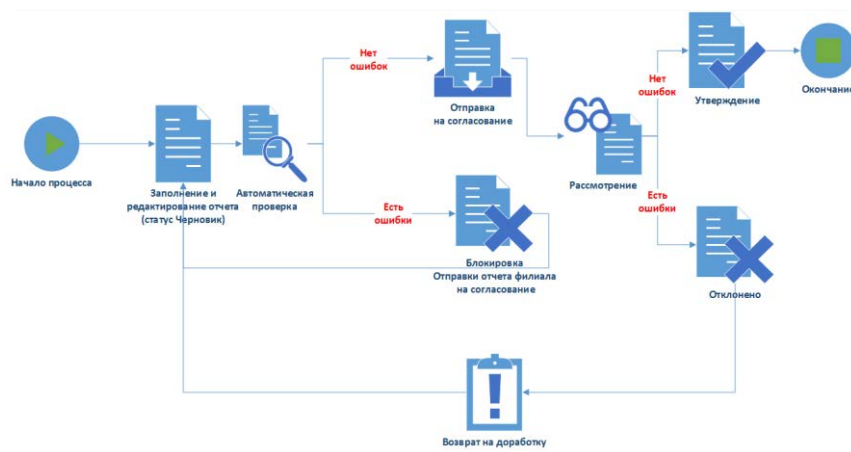 Нет
ошибок
Отправка
на согласование
Нет
ошибок
Утверждение
Окончание
Начало процесса
Заполнение и
редактирование отчета
(статус Черновик)
Автоматическая
проверка
Рассмотрение
Есть
ошибки
Есть
ошибки
Блокировка
Отправки отчета филиала
на согласование
Отклонено
Возврат на доработку